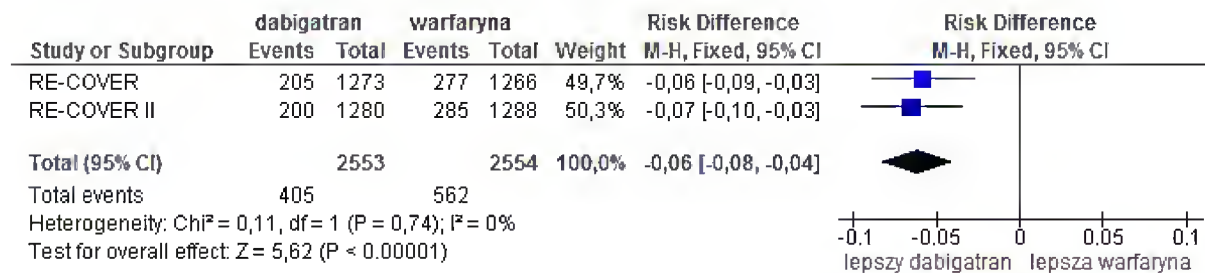 dabigatran warfaryna Risk Difference Risk Difference
Study or Subgroup Events Total Events Total Weight M-H, Fixed, 95% CI M-H, Fixed, 95% CI
RE-COVER 205 1273 277 1266 49,7% -0,06 [-0,09, -0,03]
RE-COVER II 200 1280 285 1288 50,3% -0,07 [-0,10, -0,03]
Total (95% CI) 2553 2554 100,0% -0,06 [-0,08, -0,04]
Total events 405 562
Heterogeneity: Chi² = 0,11, df = 1 (P = 0,74); I² = 0%
Test for overall effect: Z = 5,62 (P < 0.00001)
-0.1 -0.05 0 0.05 0.1
lepszy dabigatran lepsza warfaryna